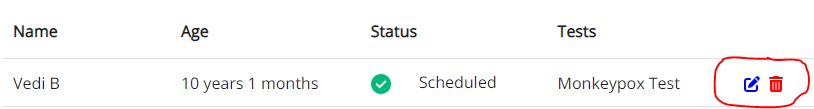 Name Age Status Tests
Vedi B 10 years 1 months Scheduled Monkeypox Test